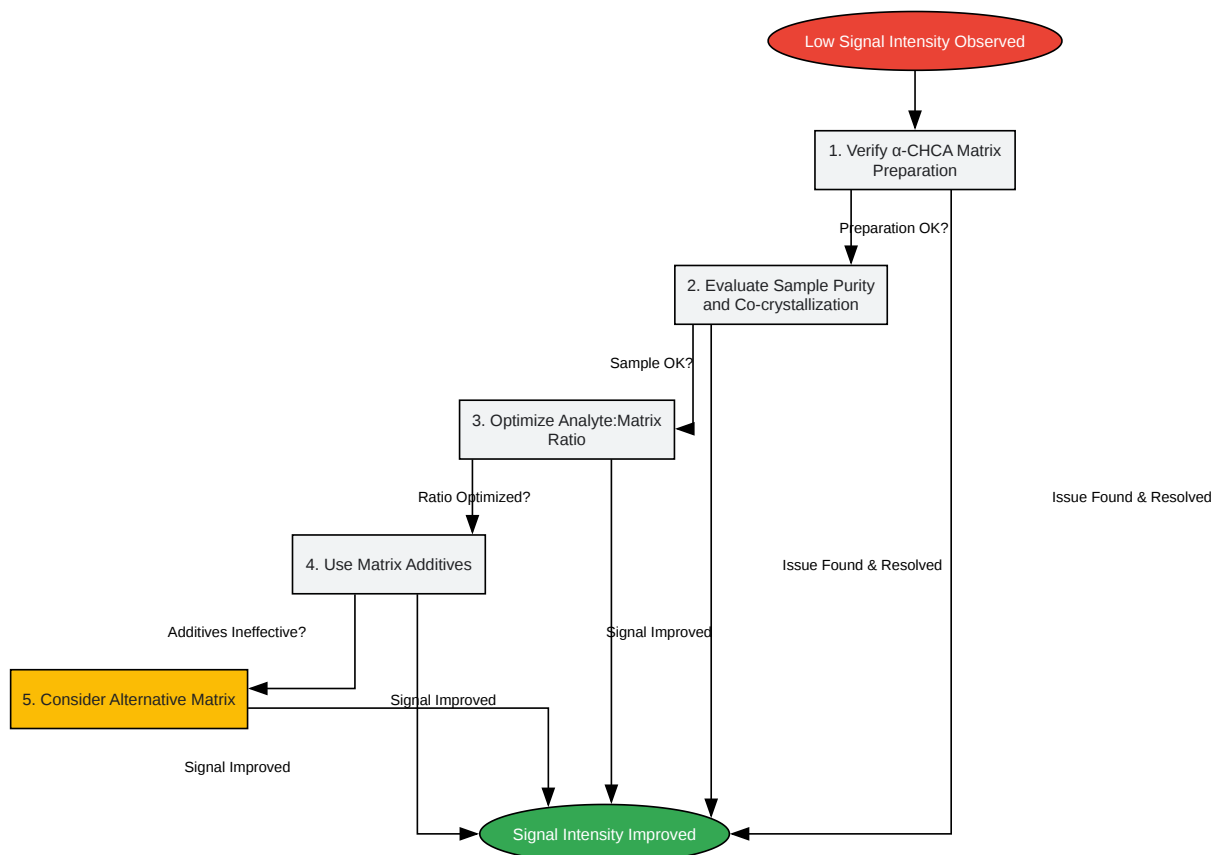 Low Signal Intensity Observed
1. Verify α-CHCA Matrix
Preparation
Preparation OK?
2. Evaluate Sample Purity
and Co-crystallization
Sample OK?
3. Optimize Analyte:Matrix
Ratio
Ratio Optimized?
Issue Found & Resolved
4. Use Matrix Additives
Issue Found & Resolved
Additives Ineffective?
Signal Improved
5. Consider Alternative Matrix
Signal Improved
Signal Improved
Signal Intensity Improved